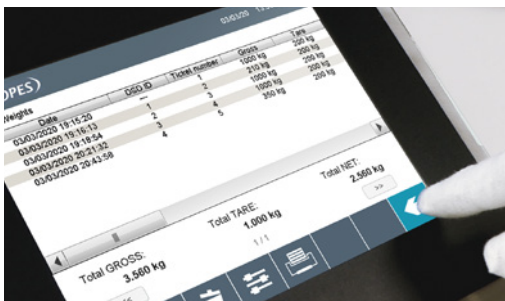 03/03/20
OPES)
Weights
Date DSD ID Ticket number Gross Tare
03/03/2020 19:15:20 --- 1 1000 kg 200 kg
03/03/2020 19:16:13 1 2 210 kg 200 kg
03/03/2020 19:18:54 2 3 1000 kg 200 kg
03/03/2020 20:21:32 3 4 1000 kg 200 kg
03/03/2020 20:43:56 4 5 350 kg 200 kg
Total GROSS: Total TARE: Total NET:
3.560 kg 1.000 kg 2.560 kg
<< 1 / 1 >>